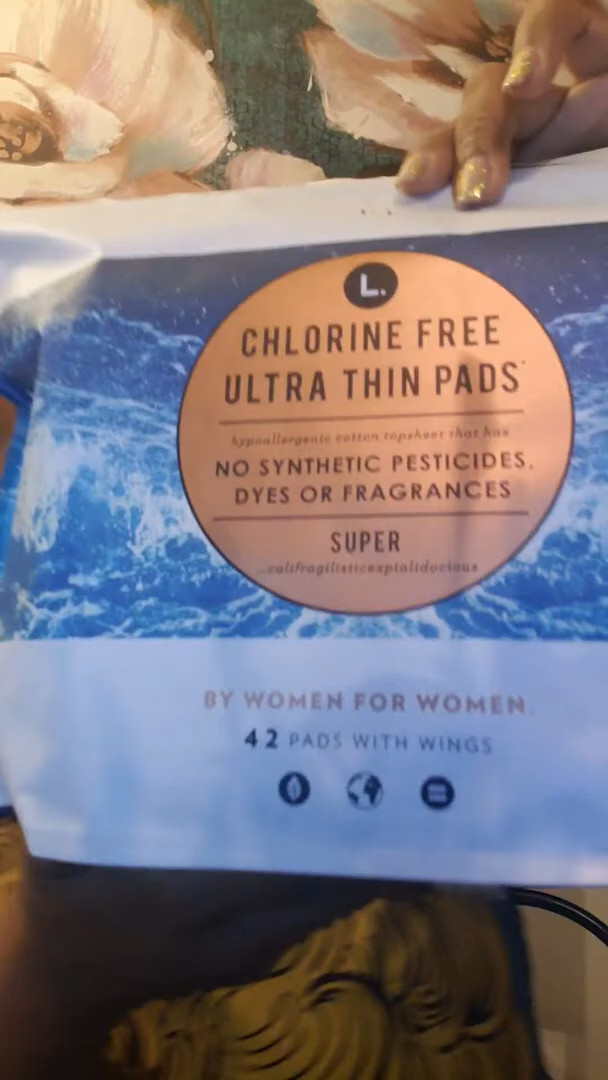 L.
CHLORINE FREE
ULTRA THIN PADS*
hypoallergenic cotton topsheet that has
NO SYNTHETIC PESTICIDES,
DYES OR FRAGRANCES
SUPER
...califragilisticexpialidocious
BY WOMEN FOR WOMEN.
42 PADS WITH WINGS